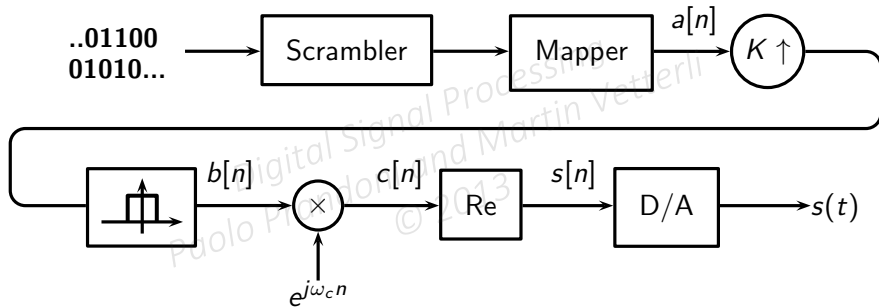 ..01100
01010...
Scrambler
Mapper
a[n]
K ↑
b[n]
×
c[n]
Re
s[n]
D/A
s(t)
e^{jω_c n}
Digital Signal Processing
Paolo Prandoni and Martin Vetterli
© 2013